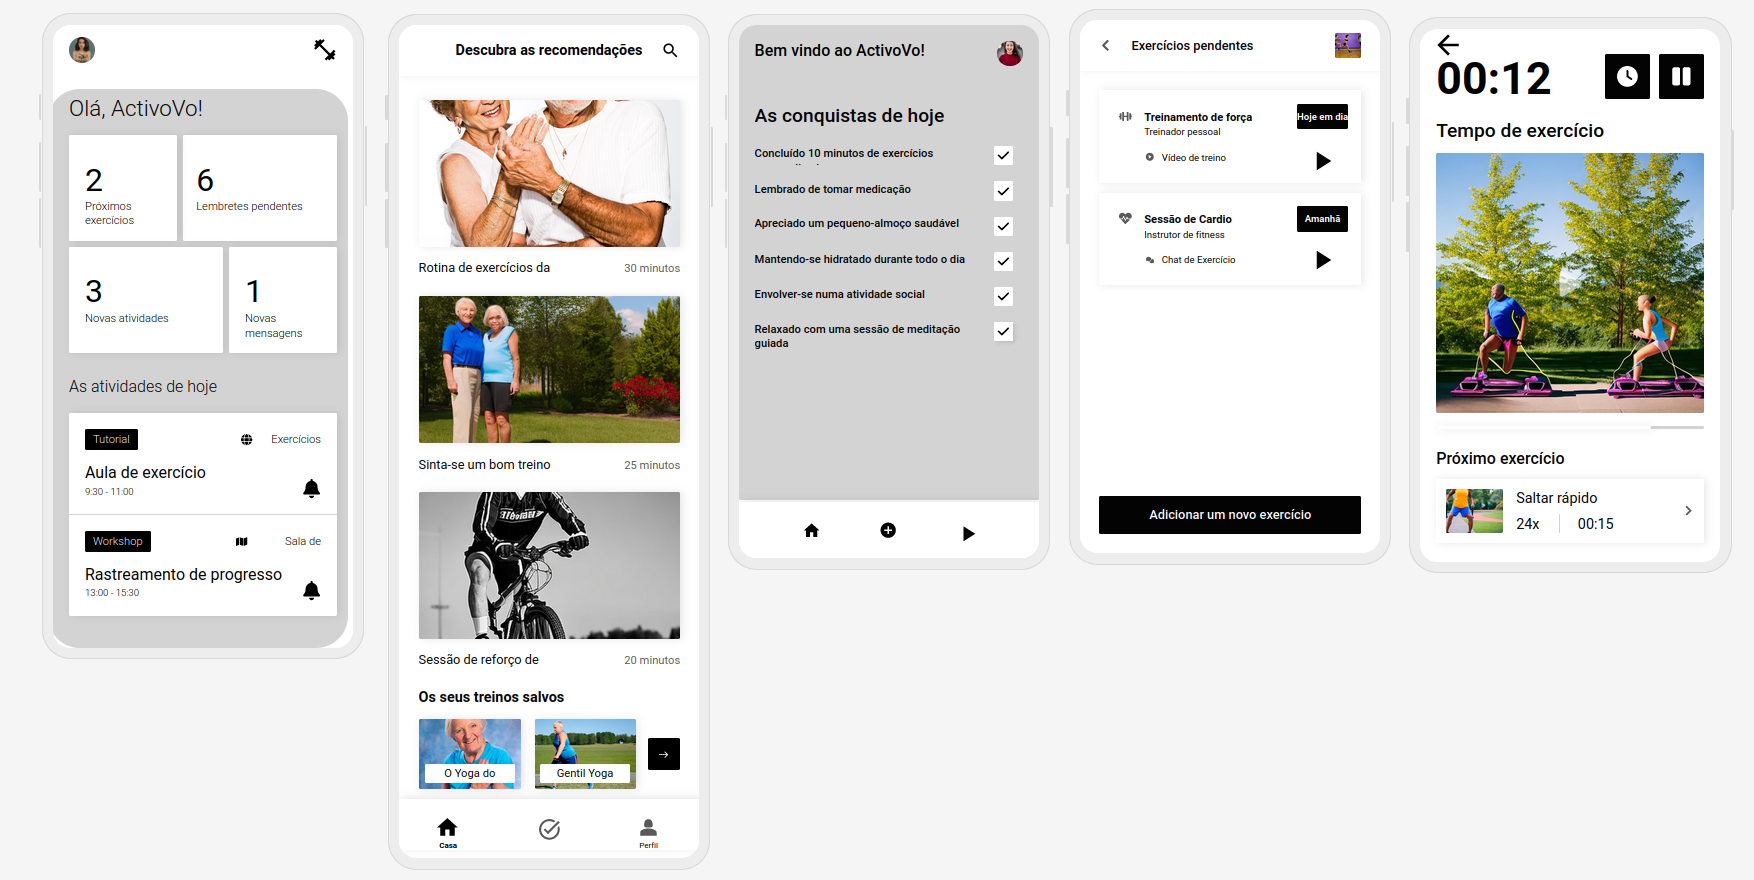 Olá, ActivoVo!
2
Próximos
exercícios
6
Lembretes pendentes
3
Novas atividades
1
Novas
mensagens
As atividades de hoje
Tutorial
Exercícios
Aula de exercício
9:30 - 11:00
Workshop
Sala de
Rastreamento de progresso
13:00 - 15:30
Descubra as recomendações
Rotina de exercícios da
30 minutos
Sinta-se um bom treino
25 minutos
Sessão de reforço de
20 minutos
Os seus treinos salvos
O Yoga do
Gentil Yoga
Casa
Perfil
Bem vindo ao ActivoVo!
As conquistas de hoje
Concluído 10 minutos de exercícios
Lembrado de tomar medicação
Apreciado um pequeno-almoço saudável
Mantendo-se hidratado durante todo o dia
Envolver-se numa atividade social
Relaxado com uma sessão de meditação
guiada
Exercícios pendentes
Treinamento de força
Hoje em dia
Treinador pessoal
Vídeo de treino
Sessão de Cardio
Amanhã
Instrutor de fitness
Chat de Exercício
Adicionar um novo exercício
00:12
Tempo de exercício
Próximo exercício
Saltar rápido
24x
00:15